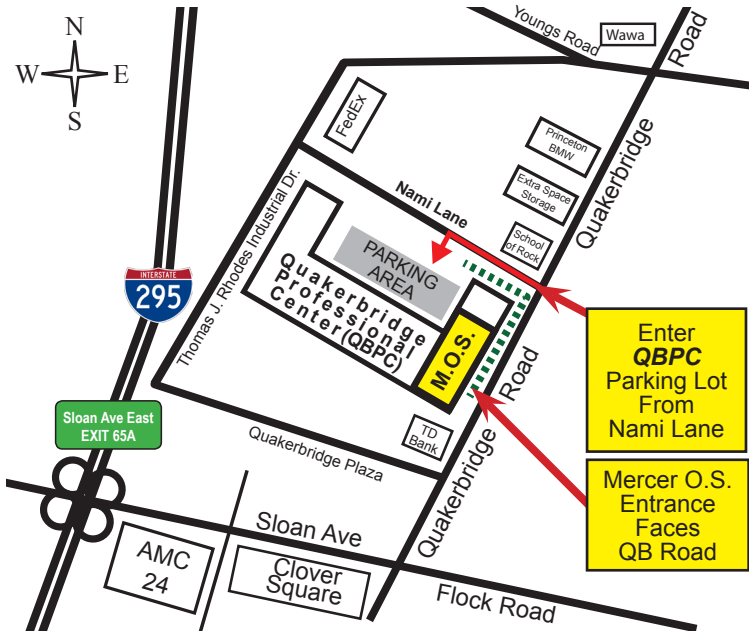 N
W E
S
Youngs Road
Wawa
Quakerbridge Road
FedEx
Princeton
BMW
Extra Space
Storage
School
of Rock
Nami Lane
Thomas J. Rhodes Industrial Dr.
PARKING
AREA
Quakerbridge
Professional
Center(QBPC)
M.O.S.
INTERSTATE
295
Enter
QBPC
Parking Lot
From
Nami Lane
Sloan Ave East
EXIT 65A
TD
Bank
Quakerbridge Road
Quakerbridge Plaza
Mercer O.S.
Entrance
Faces
QB Road
Sloan Ave
AMC
24
Clover
Square
Flock Road